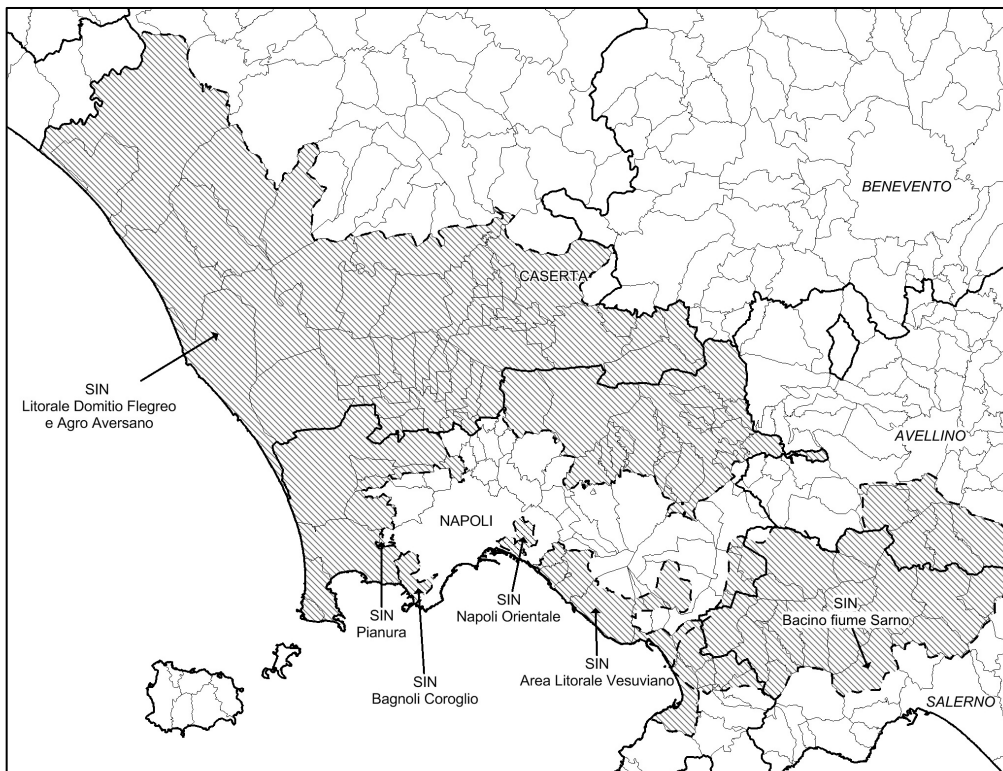 BENEVENTO
CASERTA
SIN
Litorale Domitio Flegreo
e Agro Aversano
AVELLINO
NAPOLI
SIN
Pianura
SIN
Napoli Orientale
SIN
Bacino fiume Sarno
SIN
Area Litorale Vesuviano
SIN
Bagnoli Coroglio
SALERNO